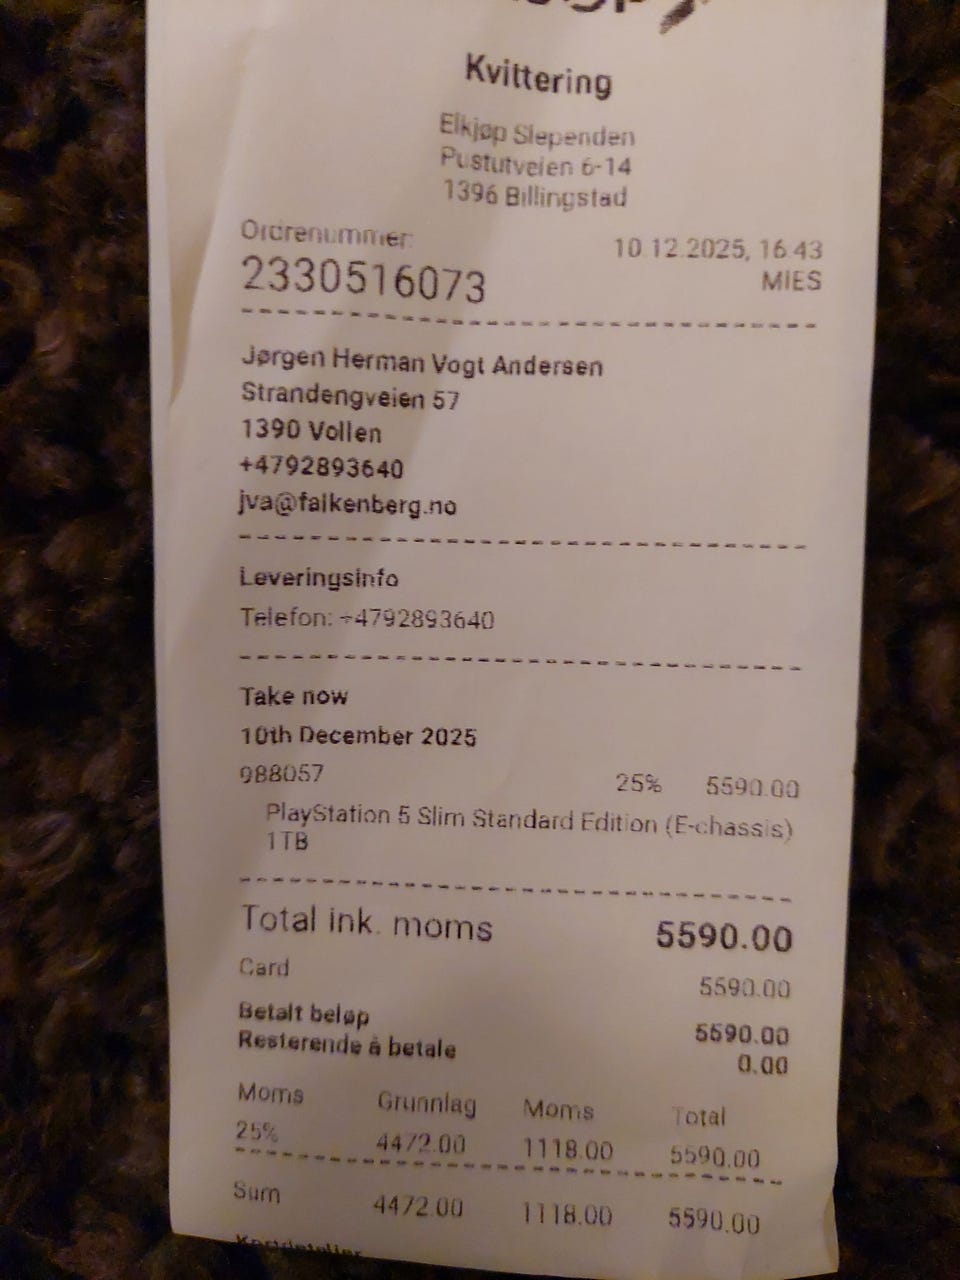 Kvittering
Elkjøp Slependen
Pustutveien 6-14
1396 Billingstad
Ordrenummer: 10.12.2025, 16:43
2330516073 MIES
Jørgen Herman Vogt Andersen
Strandengveien 57
1390 Vollen
+4792893640
jva@falkenberg.no
Leveringsinfo
Telefon: +4792893640
Take now
10th December 2025
988057 25% 5590.00
PlayStation 5 Slim Standard Edition (E-chassis)
1TB
Total ink. moms 5590.00
Card 5590.00
Betalt beløp 5590.00
Resterende å betale 0.00
Moms Grunnlag Moms Total
25% 4472.00 1118.00 5590.00
Sum 4472.00 1118.00 5590.00